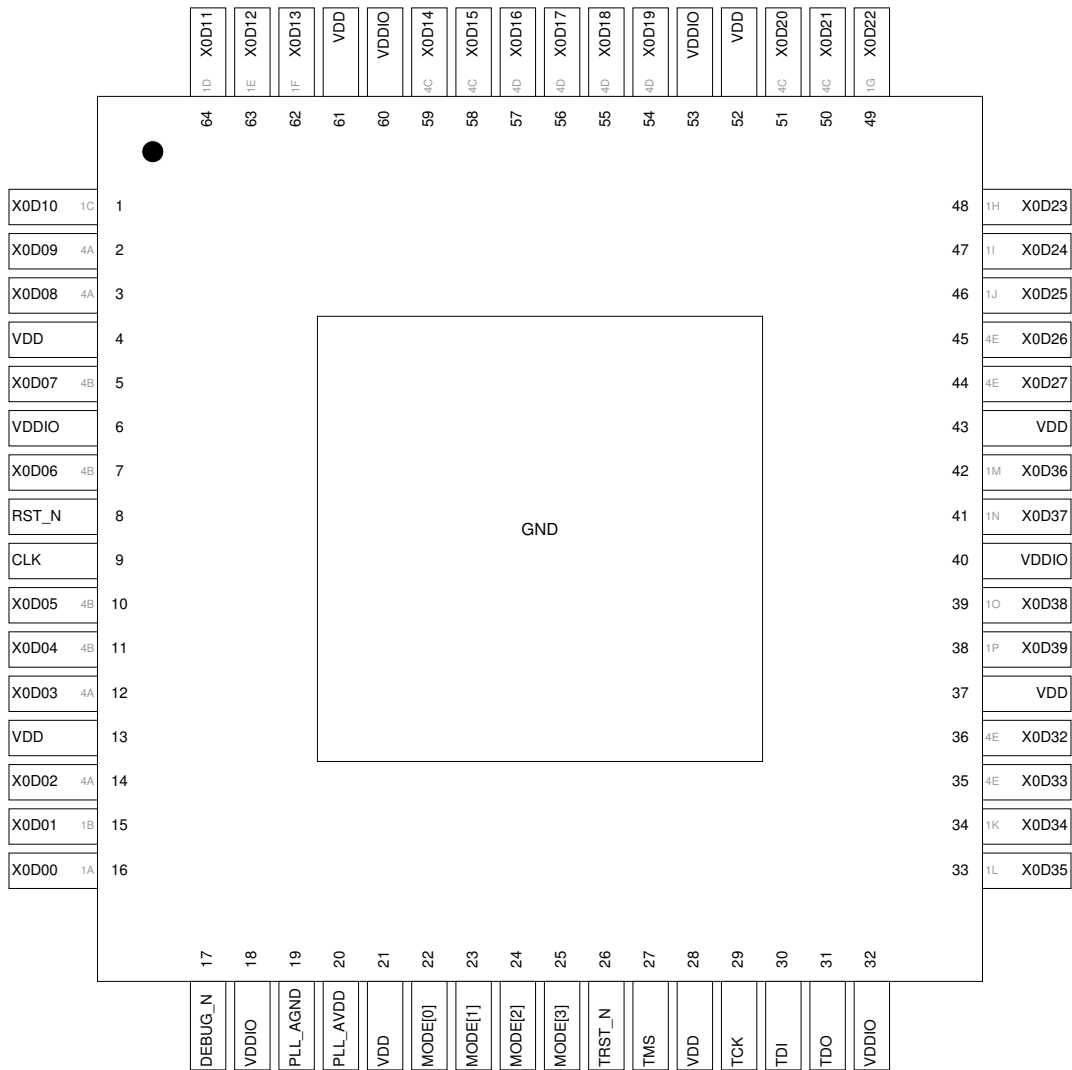 X0D11 X0D12 X0D13 VDD VDDIO X0D14 X0D15 X0D16 X0D17 X0D18 X0D19 VDDIO VDD X0D20 X0D21 X0D22
1D 1E 1F 4C 4C 4D 4D 4D 4D 4C 4C 1G
64 63 62 61 60 59 58 57 56 55 54 53 52 51 50 49
X0D10 1C 1 48 1H X0D23
X0D09 4A 2 47 1I X0D24
X0D08 4A 3 46 1J X0D25
VDD 4 45 4E X0D26
X0D07 4B 5 44 4E X0D27
VDDIO 6 43 VDD
X0D06 4B 7 42 1M X0D36
RST_N 8 41 1N X0D37
GND
CLK 9 40 VDDIO
X0D05 4B 10 39 1O X0D38
X0D04 4B 11 38 1P X0D39
X0D03 4A 12 37 VDD
VDD 13 36 4E X0D32
X0D02 4A 14 35 4E X0D33
X0D01 1B 15 34 1K X0D34
X0D00 1A 16 33 1L X0D35
17 18 19 20 21 22 23 24 25 26 27 28 29 30 31 32
DEBUG_N VDDIO PLL_AGND PLL_AVDD VDD MODE[0] MODE[1] MODE[2] MODE[3] TRST_N TMS VDD TCK TDI TDO VDDIO